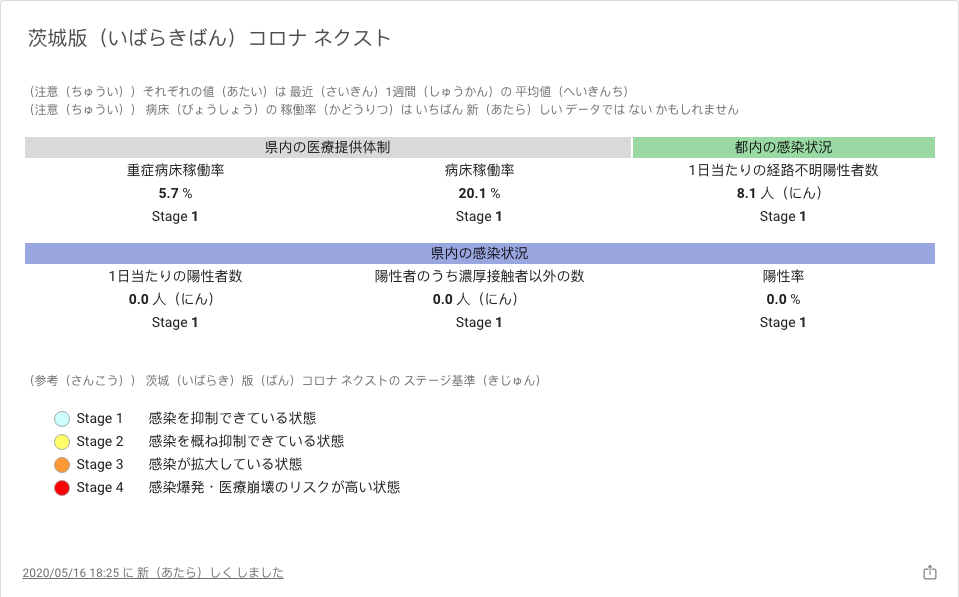 茨城版（いばらきばん）コロナ ネクスト
（注意（ちゅうい））それぞれの値（あたい）は 最近（さいきん）1週間（しゅうかん）の 平均値（へいきんち）
（注意（ちゅうい）） 病床（びょうしょう）の 稼働率（かどうりつ）は いちばん 新（あたら）しい データでは ない かもしれません
県内の医療提供体制 都内の感染状況
重症病床稼働率 病床稼働率 1日当たりの経路不明陽性者数
5.7 % 20.1 % 8.1 人（にん）
Stage 1 Stage 1 Stage 1
県内の感染状況
1日当たりの陽性者数 陽性者のうち濃厚接触者以外の数 陽性率
0.0 人（にん） 0.0 人（にん） 0.0 %
Stage 1 Stage 1 Stage 1
（参考（さんこう）） 茨城（いばらき）版（ばん）コロナ ネクストの ステージ基準（きじゅん）
Stage 1 感染を抑制できている状態
Stage 2 感染を概ね抑制できている状態
Stage 3 感染が拡大している状態
Stage 4 感染爆発・医療崩壊のリスクが高い状態
2020/05/16 18:25 に 新（あたら）しく しました